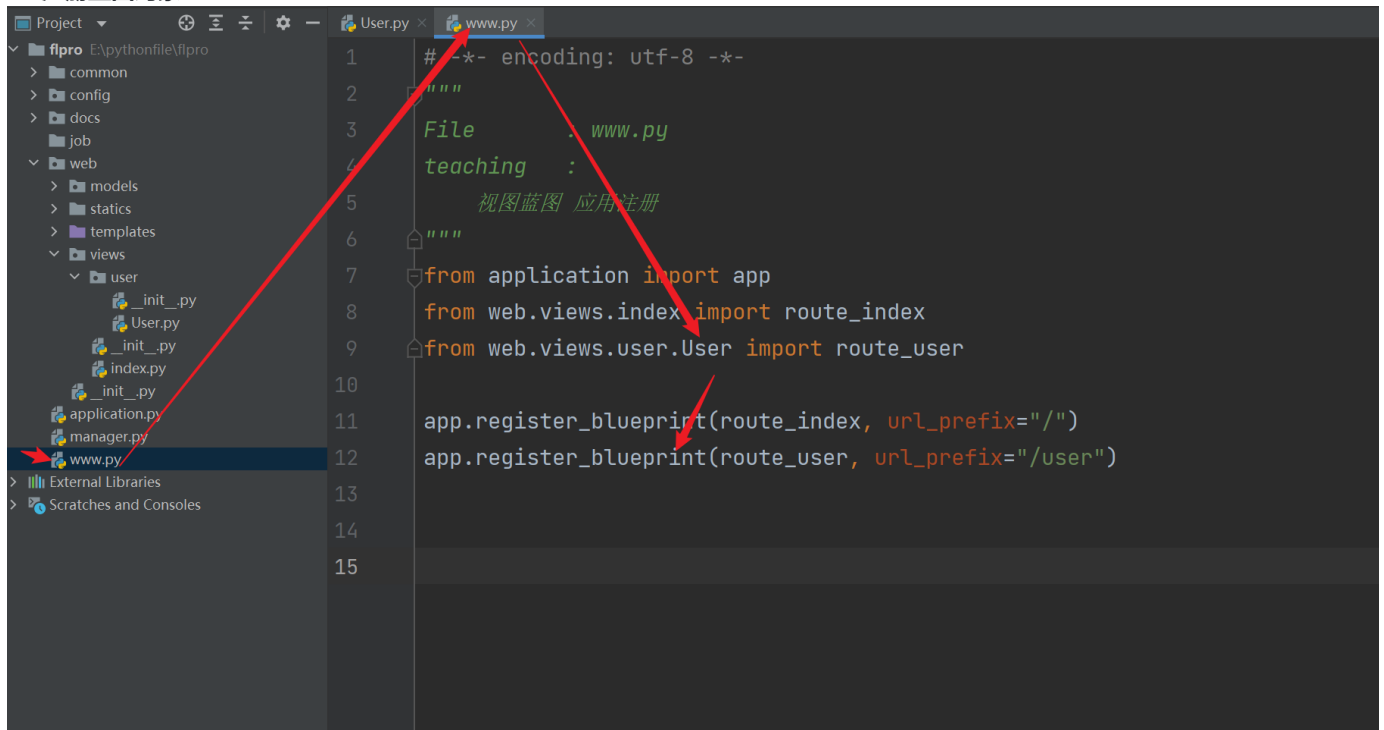 Project
flpro E:\pythonfile\flpro
common
config
docs
job
web
models
statics
templates
views
user
__init__.py
User.py
__init__.py
index.py
__init__.py
application.py
manager.py
www.py
External Libraries
Scratches and Consoles
User.py
www.py
1 # -*- encoding: utf-8 -*-
2 """
3 File : www.py
4 teaching :
5 视图蓝图 应用注册
6 """
7 from application import app
8 from web.views.index import route_index
9 from web.views.user.User import route_user
10
11 app.register_blueprint(route_index, url_prefix="/")
12 app.register_blueprint(route_user, url_prefix="/user")
13
14
15